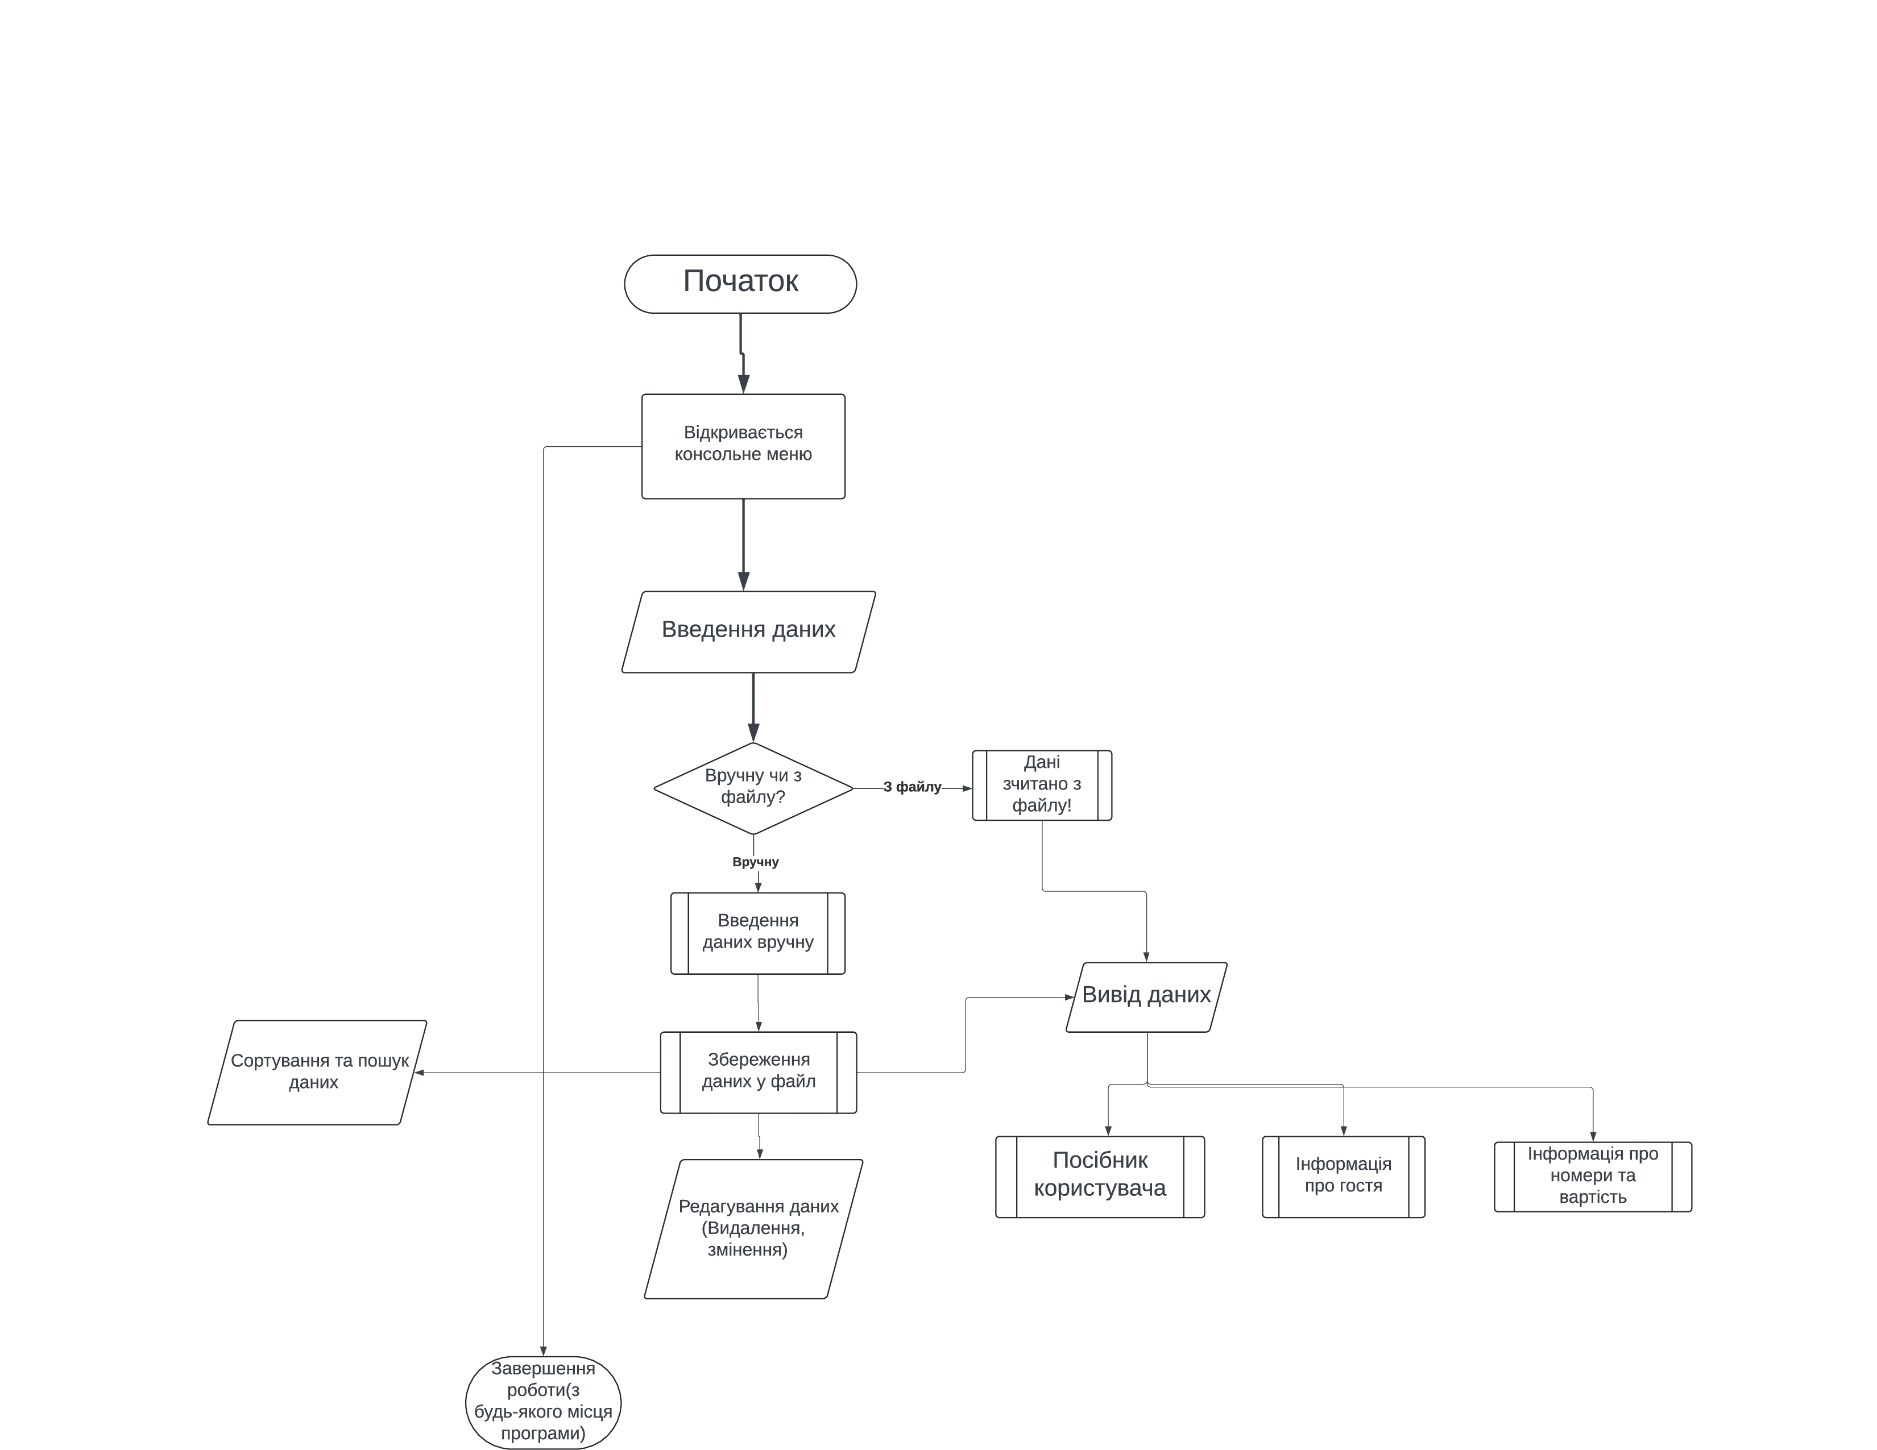 Початок
Відкривається
консольне меню
Введення даних
Вручну чи з
файлу?
З файлу
Дані
зчитано з
файлу!
Вручну
Введення
даних вручну
Вивід даних
Сортування та пошук
даних
Збереження
даних у файл
Посібник
користувача
Інформація
про гостя
Інформація про
номери та
вартість
Редагування даних
(Видалення,
змінення)
Завершення
роботи(з
будь-якого місця
програми)